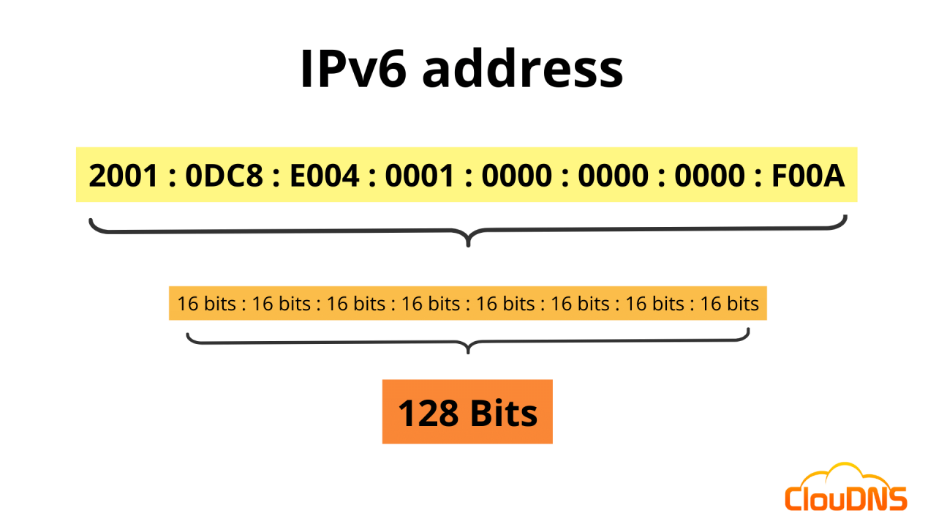 IPv6 address
2001 : 0DC8 : E004 : 0001 : 0000 : 0000 : 0000 : F00A
16 bits : 16 bits : 16 bits : 16 bits : 16 bits : 16 bits : 16 bits : 16 bits
128 Bits
ClouDNS